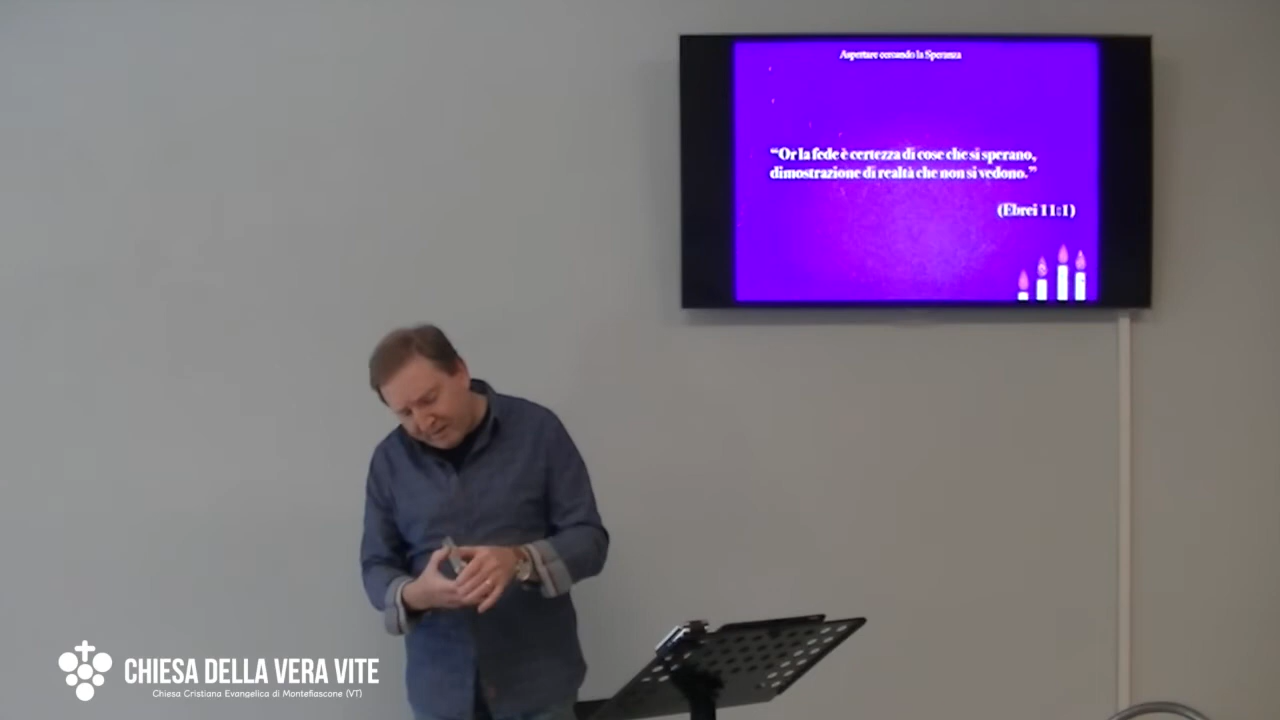 Aspettare cercando la Speranza
“Or la fede è certezza di cose che si sperano,
dimostrazione di realtà che non si vedono.”
(Ebrei 11:1)
CHIESA DELLA VERA VITE
Chiesa Cristiana Evangelica di Montefiascone (VT)